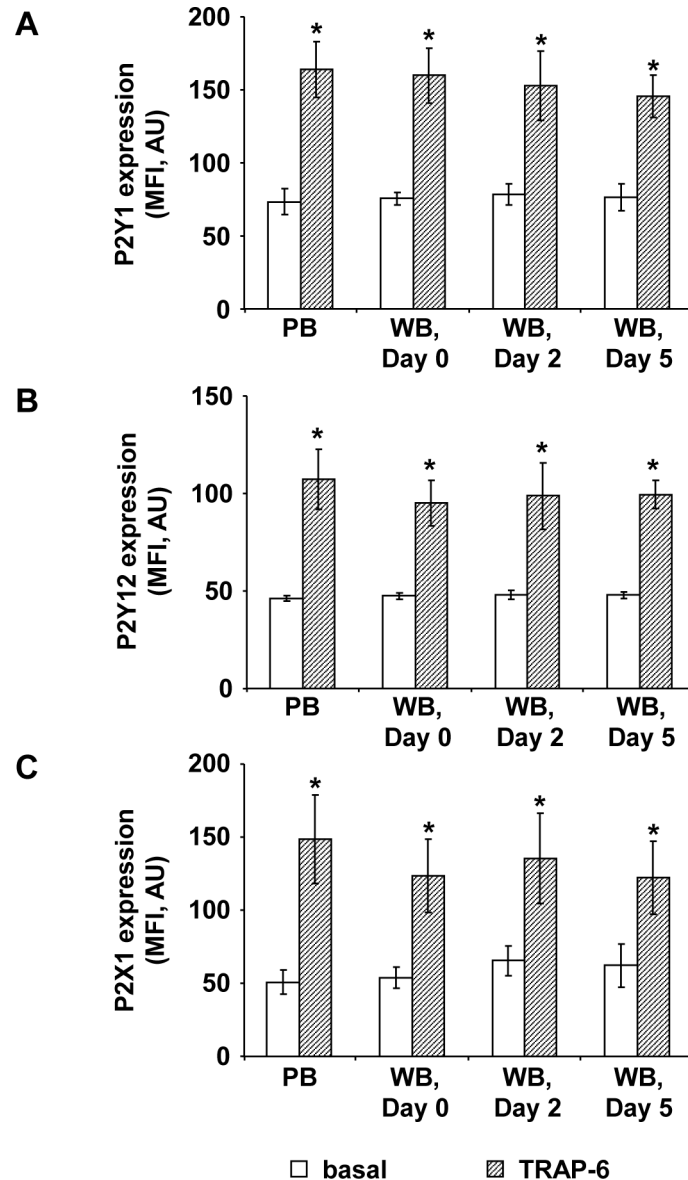 A
P2Y1 expression
(MFI, AU)
200
150
100
50
0
* * * *
PB WB, WB, WB,
Day 0 Day 2 Day 5
B
P2Y12 expression
(MFI, AU)
150
100
50
0
* * * *
PB WB, WB, WB,
Day 0 Day 2 Day 5
C
P2X1 expression
(MFI, AU)
200
150
100
50
0
* * * *
PB WB, WB, WB,
Day 0 Day 2 Day 5
basal TRAP-6